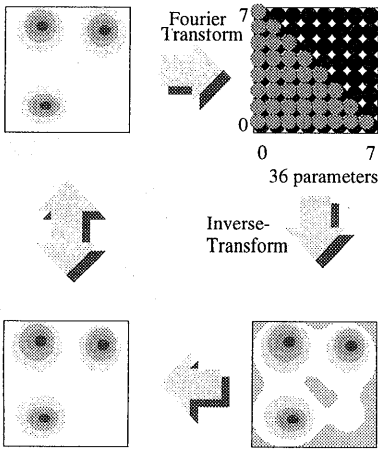 Fourier
Transtorm
7
0
0 7
36 parameters
Inverse-
Transform